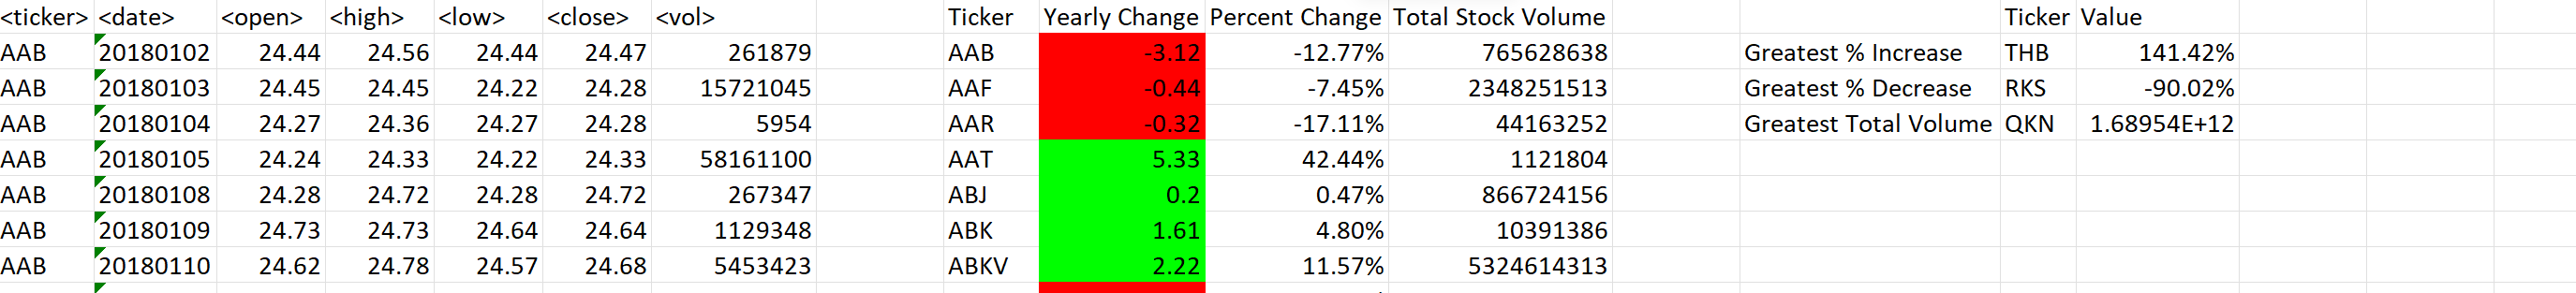 <ticker> <date> <open> <high> <low> <close> <vol> Ticker Yearly Change Percent Change Total Stock Volume Ticker Value
AAB 20180102 24.44 24.56 24.44 24.47 261879 AAB -3.12 -12.77% 765628638 Greatest % Increase THB 141.42%
AAB 20180103 24.45 24.45 24.22 24.28 15721045 AAF -0.44 -7.45% 2348251513 Greatest % Decrease RKS -90.02%
AAB 20180104 24.27 24.36 24.27 24.28 5954 AAR -0.32 -17.11% 44163252 Greatest Total Volume QKN 1.68954E+12
AAB 20180105 24.24 24.33 24.22 24.33 58161100 AAT 5.33 42.44% 1121804
AAB 20180108 24.28 24.72 24.28 24.72 267347 ABJ 0.2 0.47% 866724156
AAB 20180109 24.73 24.73 24.64 24.64 1129348 ABK 1.61 4.80% 10391386
AAB 20180110 24.62 24.78 24.57 24.68 5453423 ABKV 2.22 11.57% 5324614313